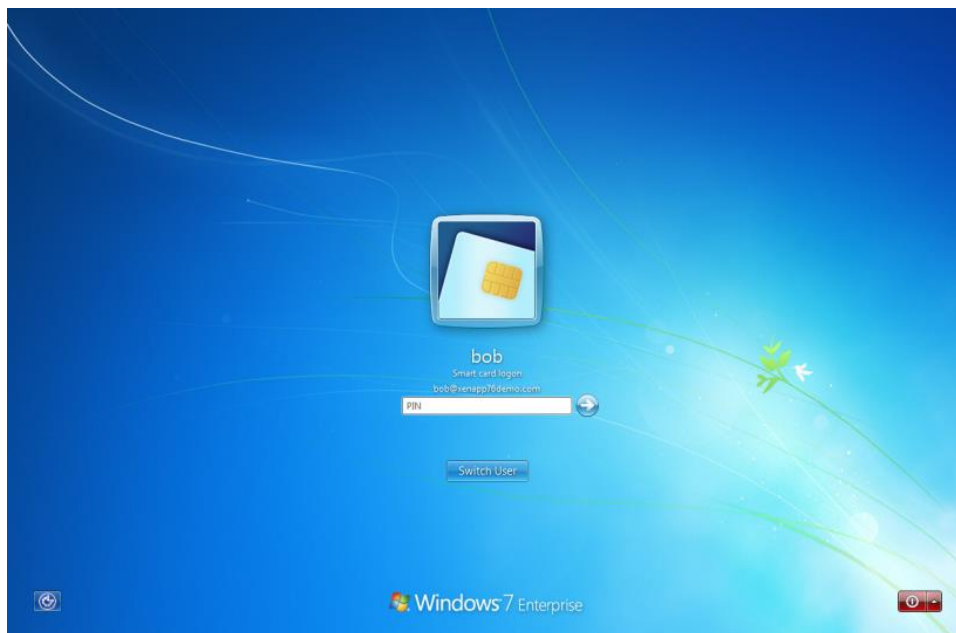 bob
Smart card logon
bob@xenapp76demo.com
PIN
Switch User
Windows 7 Enterprise